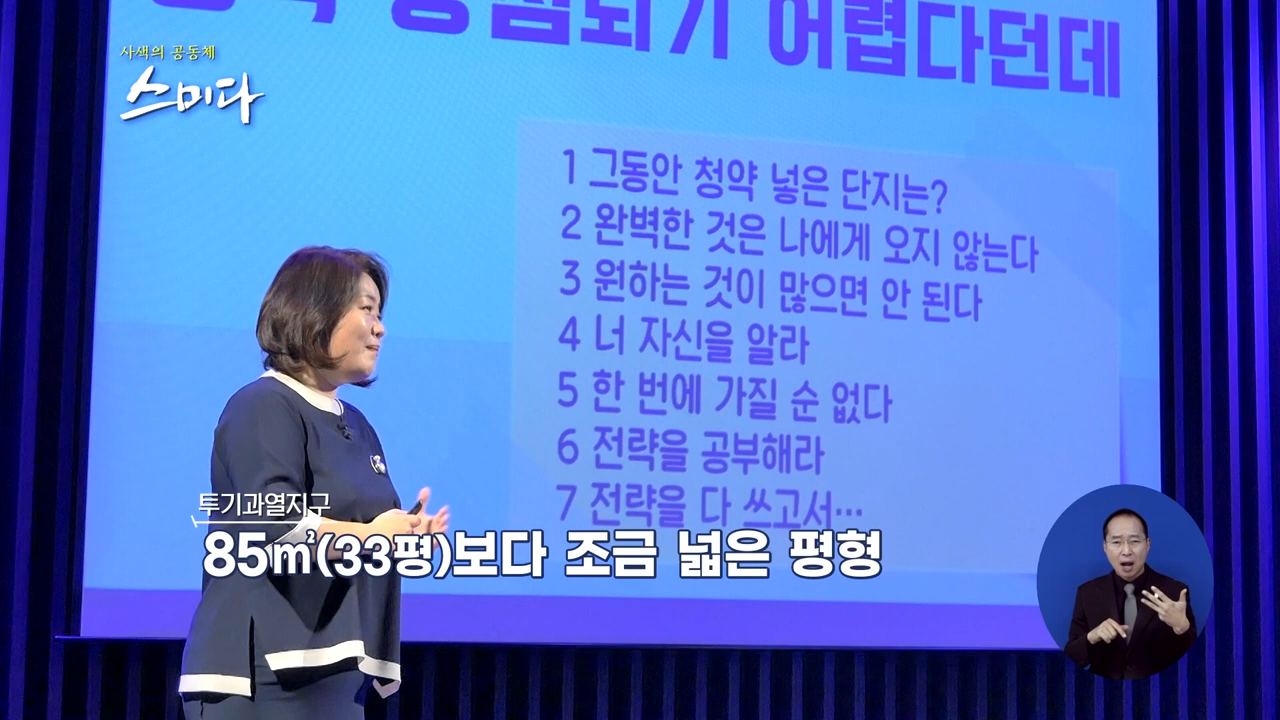 당첨되기 어렵다던데
사색의 공동체
스미다
1 그동안 청약 넣은 단지는?
2 완벽한 것은 나에게 오지 않는다
3 원하는 것이 많으면 안 된다
4 너 자신을 알라
5 한 번에 가질 순 없다
6 전략을 공부해라
7 전략을 다 쓰고서…
투기과열지구
85㎡(33평)보다 조금 넓은 평형